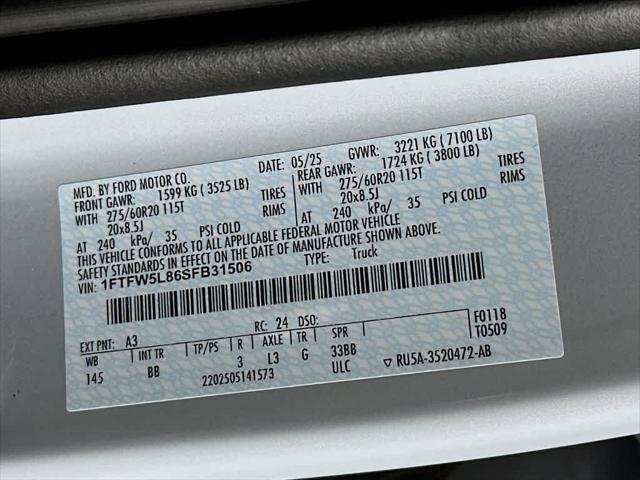 MFD. BY FORD MOTOR CO. DATE: 05/25 GVWR: 3221 KG ( 7100 LB)
FRONT GAWR: 1599 KG ( 3525 LB) REAR GAWR: 1724 KG ( 3800 LB)
WITH 275/60R20 115T TIRES WITH 275/60R20 115T TIRES
20x8.5J RIMS 20x8.5J RIMS
AT 240 kPa/ 35 PSI COLD AT 240 kPa/ 35 PSI COLD
THIS VEHICLE CONFORMS TO ALL APPLICABLE FEDERAL MOTOR VEHICLE
SAFETY STANDARDS IN EFFECT ON THE DATE OF MANUFACTURE SHOWN ABOVE.
VIN: 1FTFW5L86SFB31506 TYPE: Truck
F0118
T0509
EXT PNT: A3 RC: 24 DSO:
WB INT TR TP/PS R AXLE TR SPR
145 BB 3 L3 G 33BB
2202505141573 ULC ▽ RU5A-3520472-AB